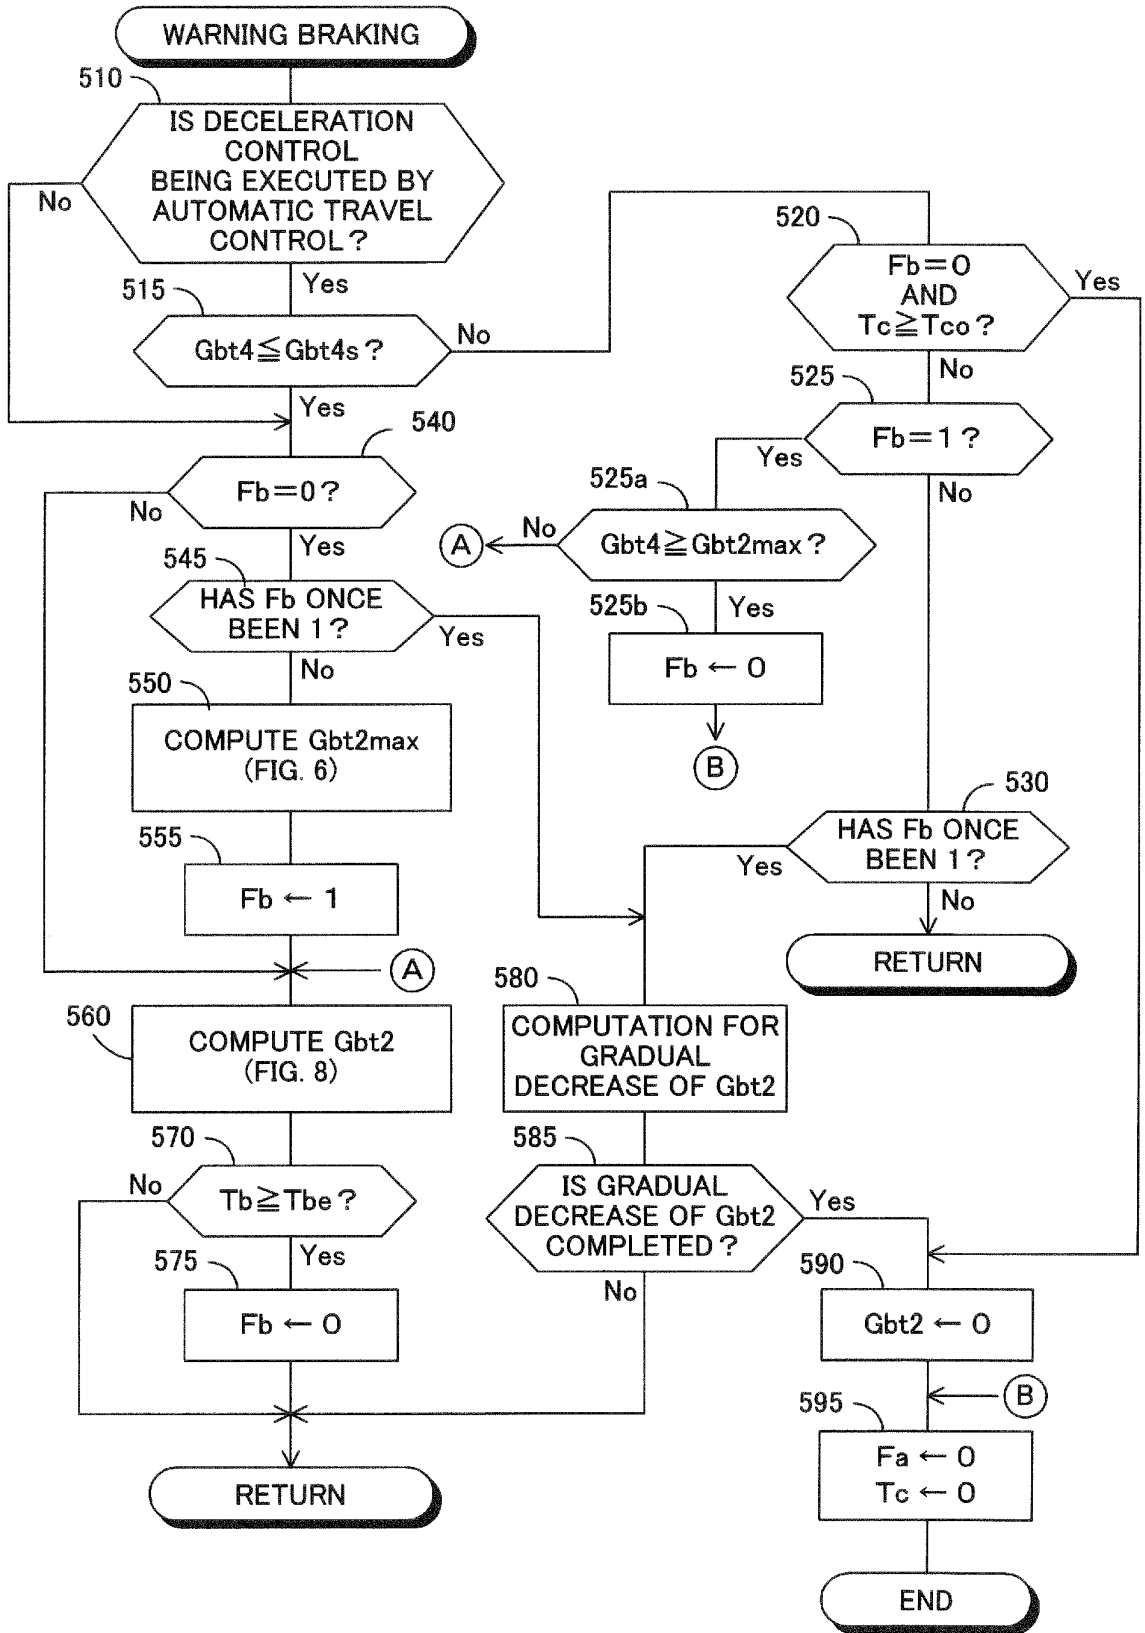 WARNING BRAKING
510
IS DECELERATION
CONTROL
BEING EXECUTED BY
AUTOMATIC TRAVEL
CONTROL?
No
Yes
515
Gbt4≦Gbt4s?
No
Yes
520
Fb=0
AND
Tc≧Tco?
Yes
No
525
Fb=1?
Yes
No
525a
Gbt4≧Gbt2max?
No
A
Yes
525b
Fb ← 0
B
530
HAS Fb ONCE
BEEN 1?
Yes
No
RETURN
540
Fb=0?
No
Yes
545
HAS Fb ONCE
BEEN 1?
Yes
No
550
COMPUTE Gbt2max
(FIG. 6)
555
Fb ← 1
A
560
COMPUTE Gbt2
(FIG. 8)
570
Tb≧Tbe?
No
Yes
575
Fb ← 0
RETURN
580
COMPUTATION FOR
GRADUAL
DECREASE OF Gbt2
585
IS GRADUAL
DECREASE OF Gbt2
COMPLETED?
Yes
No
590
Gbt2 ← 0
B
595
Fa ← 0
Tc ← 0
END